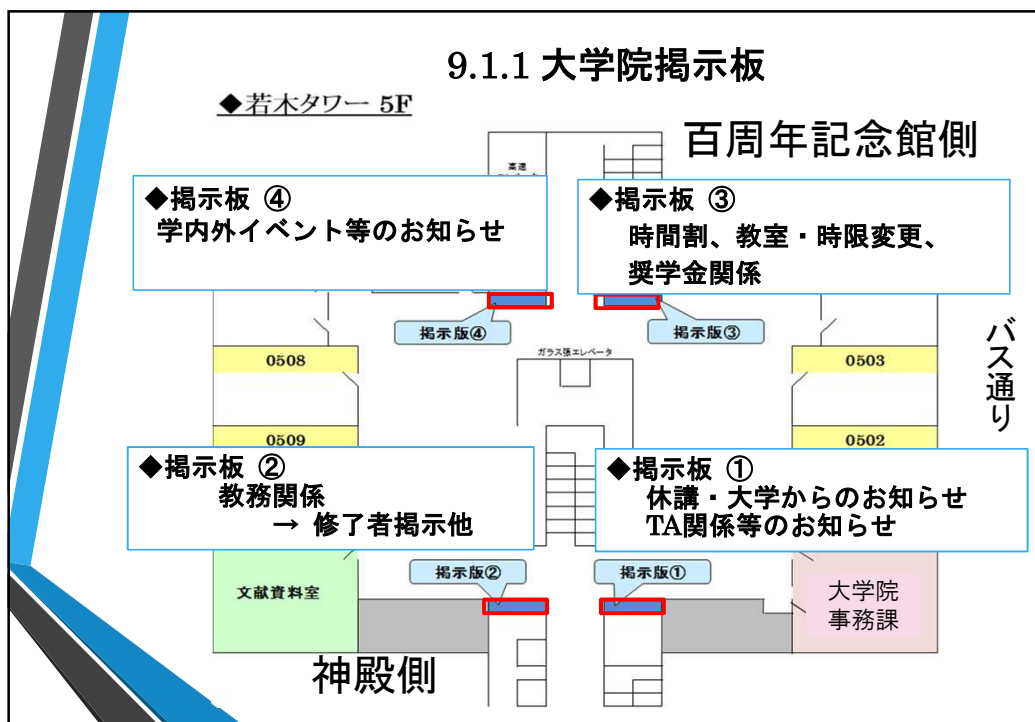 9.1.1 大学院掲示板
◆若木タワー 5F
百周年記念館側
高速
◆掲示板 ④
学内外イベント等のお知らせ
◆掲示板 ③
時間割、教室・時限変更、
奨学金関係
掲示版④
掲示版③
バス通り
ガラス張エレベータ
0508
0503
0509
0502
◆掲示板 ②
教務関係
→ 修了者掲示他
◆掲示板 ①
休講・大学からのお知らせ
TA関係等のお知らせ
掲示版②
掲示版①
文献資料室
大学院
事務課
神殿側